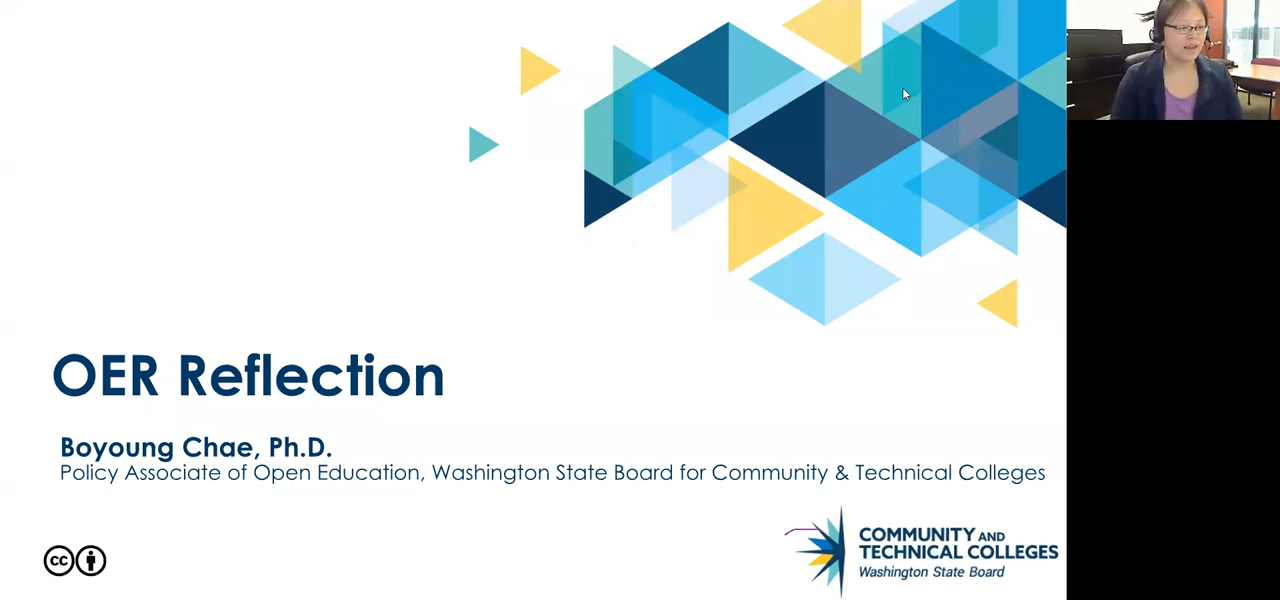 OER Reflection
Boyoung Chae, Ph.D.
Policy Associate of Open Education, Washington State Board for Community & Technical Colleges
cc
COMMUNITY AND
TECHNICAL COLLEGES
Washington State Board